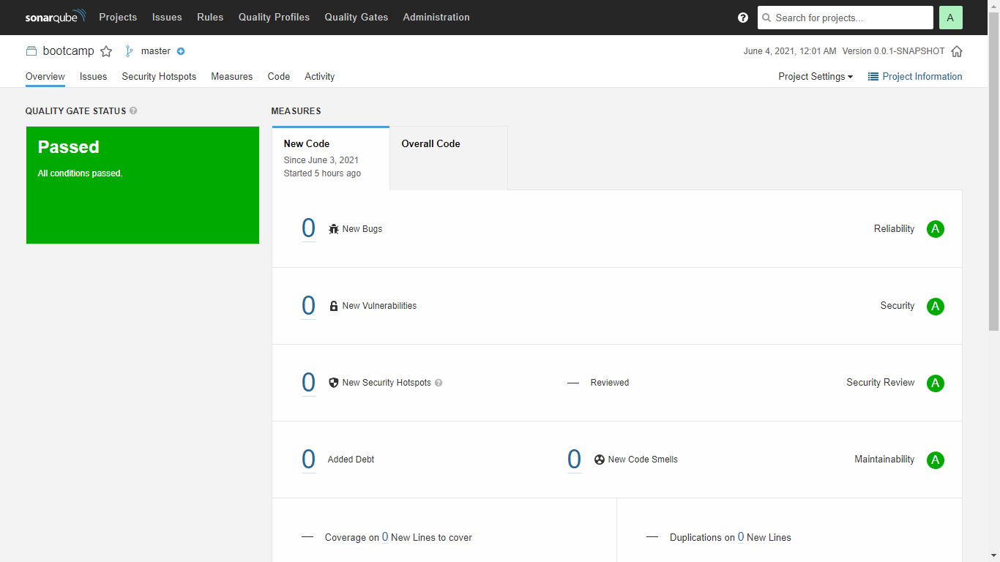 sonarqube Projects Issues Rules Quality Profiles Quality Gates Administration ? Search for projects... A
bootcamp master June 4, 2021, 12:01 AM Version 0.0.1-SNAPSHOT
Overview Issues Security Hotspots Measures Code Activity Project Settings Project Information
QUALITY GATE STATUS ?
Passed
All conditions passed.
MEASURES
New Code
Since June 3, 2021
Started 5 hours ago
Overall Code
0 New Bugs Reliability A
0 New Vulnerabilities Security A
0 New Security Hotspots ? — Reviewed Security Review A
0 Added Debt 0 New Code Smells Maintainability A
— Coverage on 0 New Lines to cover — Duplications on 0 New Lines